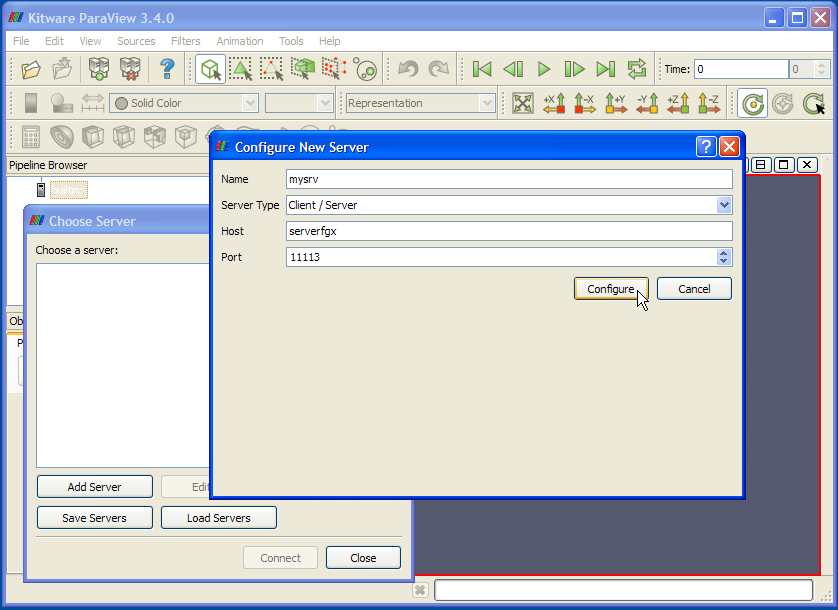 Kitware ParaView 3.4.0
File Edit View Sources Filters Animation Tools Help
Time: 0 0
Solid Color Representation
+X -X +Y -Y +Z -Z
Pipeline Browser
builtin:
Configure New Server
Name mysrv
Server Type Client / Server
Host serverfgx
Port 11113
Configure Cancel
Choose Server
Choose a server:
Ob
P
Add Server Edit
Save Servers Load Servers
Connect Close